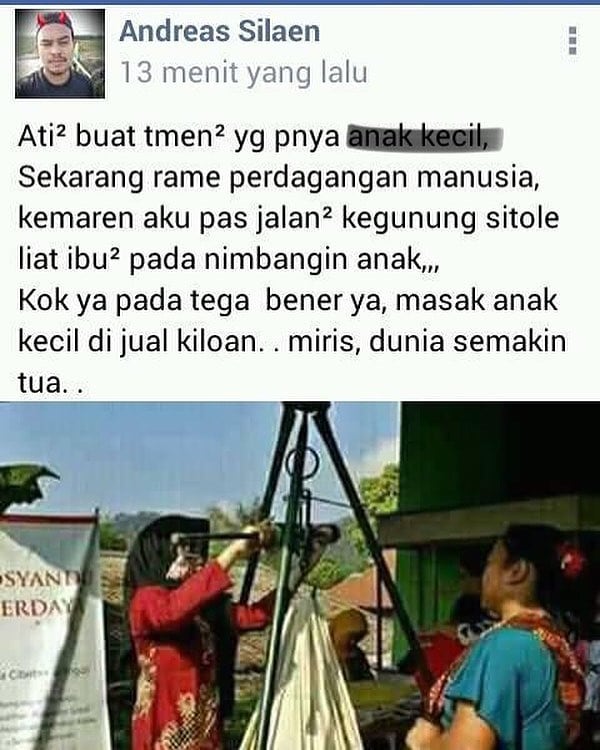 Andreas Silaen
13 menit yang lalu
Ati² buat tmen² yg pnya anak kecil,
Sekarang rame perdagangan manusia,
kemaren aku pas jalan² kegunung sitole
liat ibu² pada nimbangin anak,,,
Kok ya pada tega  bener ya, masak anak
kecil di jual kiloan. . miris, dunia semakin
tua. .
OSYAND
ERDAY